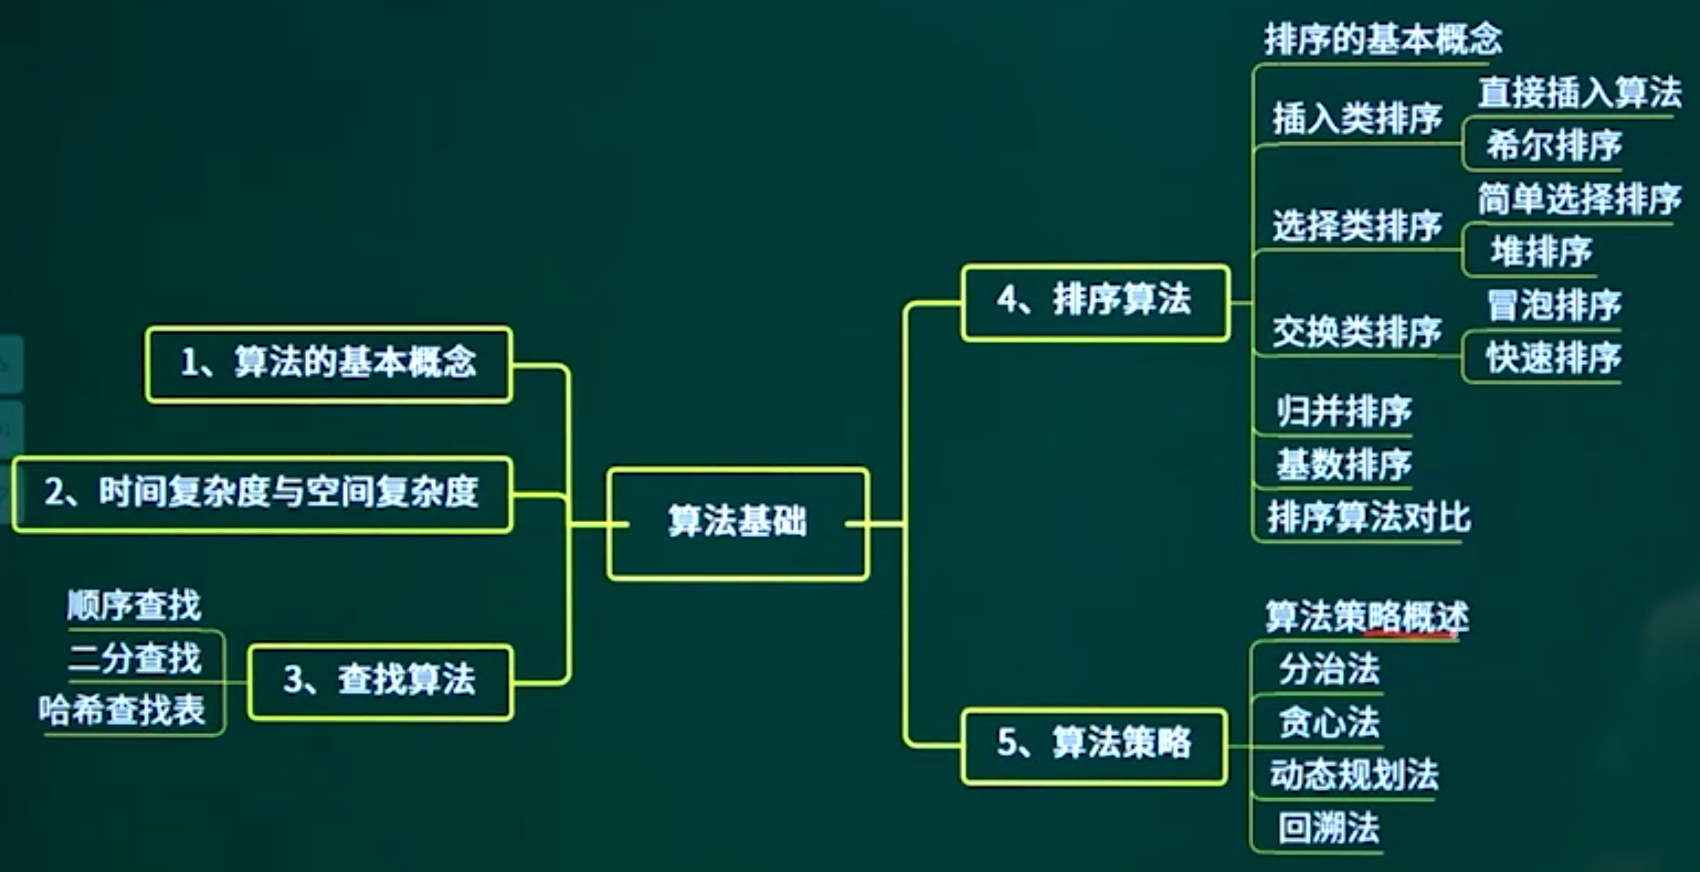 算法基础
1、算法的基本概念
2、时间复杂度与空间复杂度
3、查找算法
顺序查找
二分查找
哈希查找表
4、排序算法
排序的基本概念
插入类排序
直接插入算法
希尔排序
选择类排序
简单选择排序
堆排序
交换类排序
冒泡排序
快速排序
归并排序
基数排序
排序算法对比
5、算法策略
算法策略概述
分治法
贪心法
动态规划法
回溯法